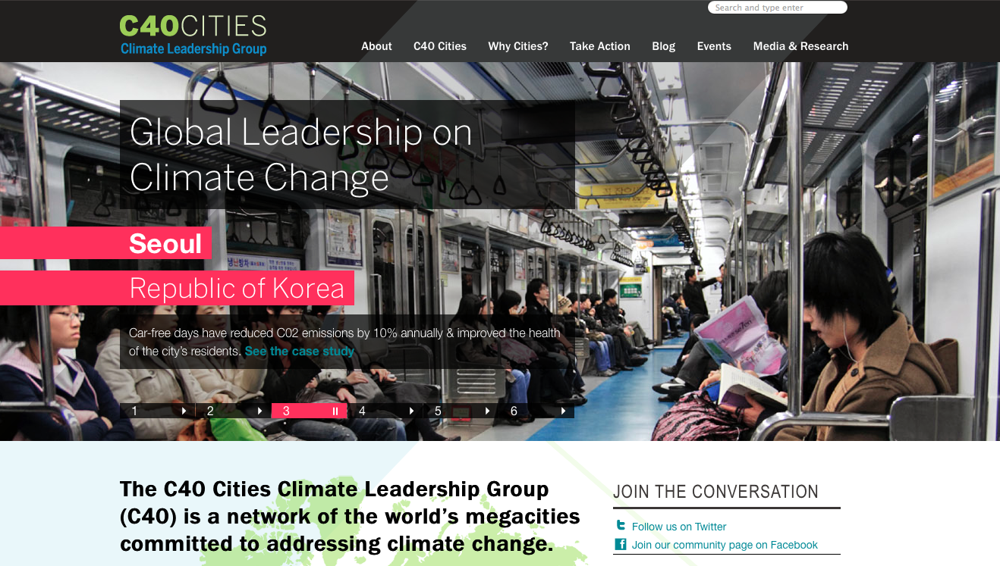 Search and type enter
C40CITIES
Climate Leadership Group
About C40 Cities Why Cities? Take Action Blog Events Media & Research
Global Leadership on
Climate Change
Seoul
Republic of Korea
Car-free days have reduced C02 emissions by 10% annually & improved the health
of the city's residents. See the case study
1 2 3 4 5 6
The C40 Cities Climate Leadership Group
(C40) is a network of the world's megacities
committed to addressing climate change.
JOIN THE CONVERSATION
Follow us on Twitter
Join our community page on Facebook